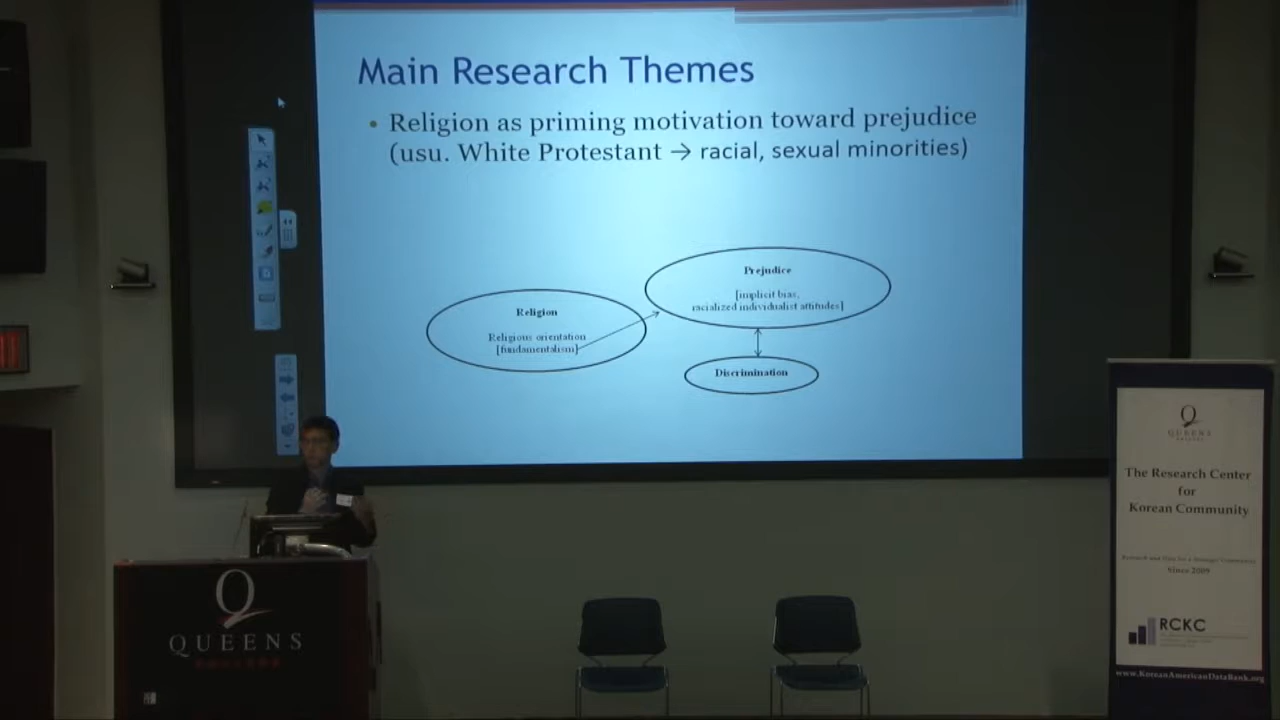 Main Research Themes
• Religion as priming motivation toward prejudice
(usu. White Protestant → racial, sexual minorities)
Prejudice
[implicit bias,
racialized individualist attitudes]
Religion
Religious orientation
[fundamentalism]
Discrimination
Q
QUEENS
Q
QUEENS
The Research Center
for
Korean Community
Since 2009
RCKC
www.KoreanAmericanDataBank.org